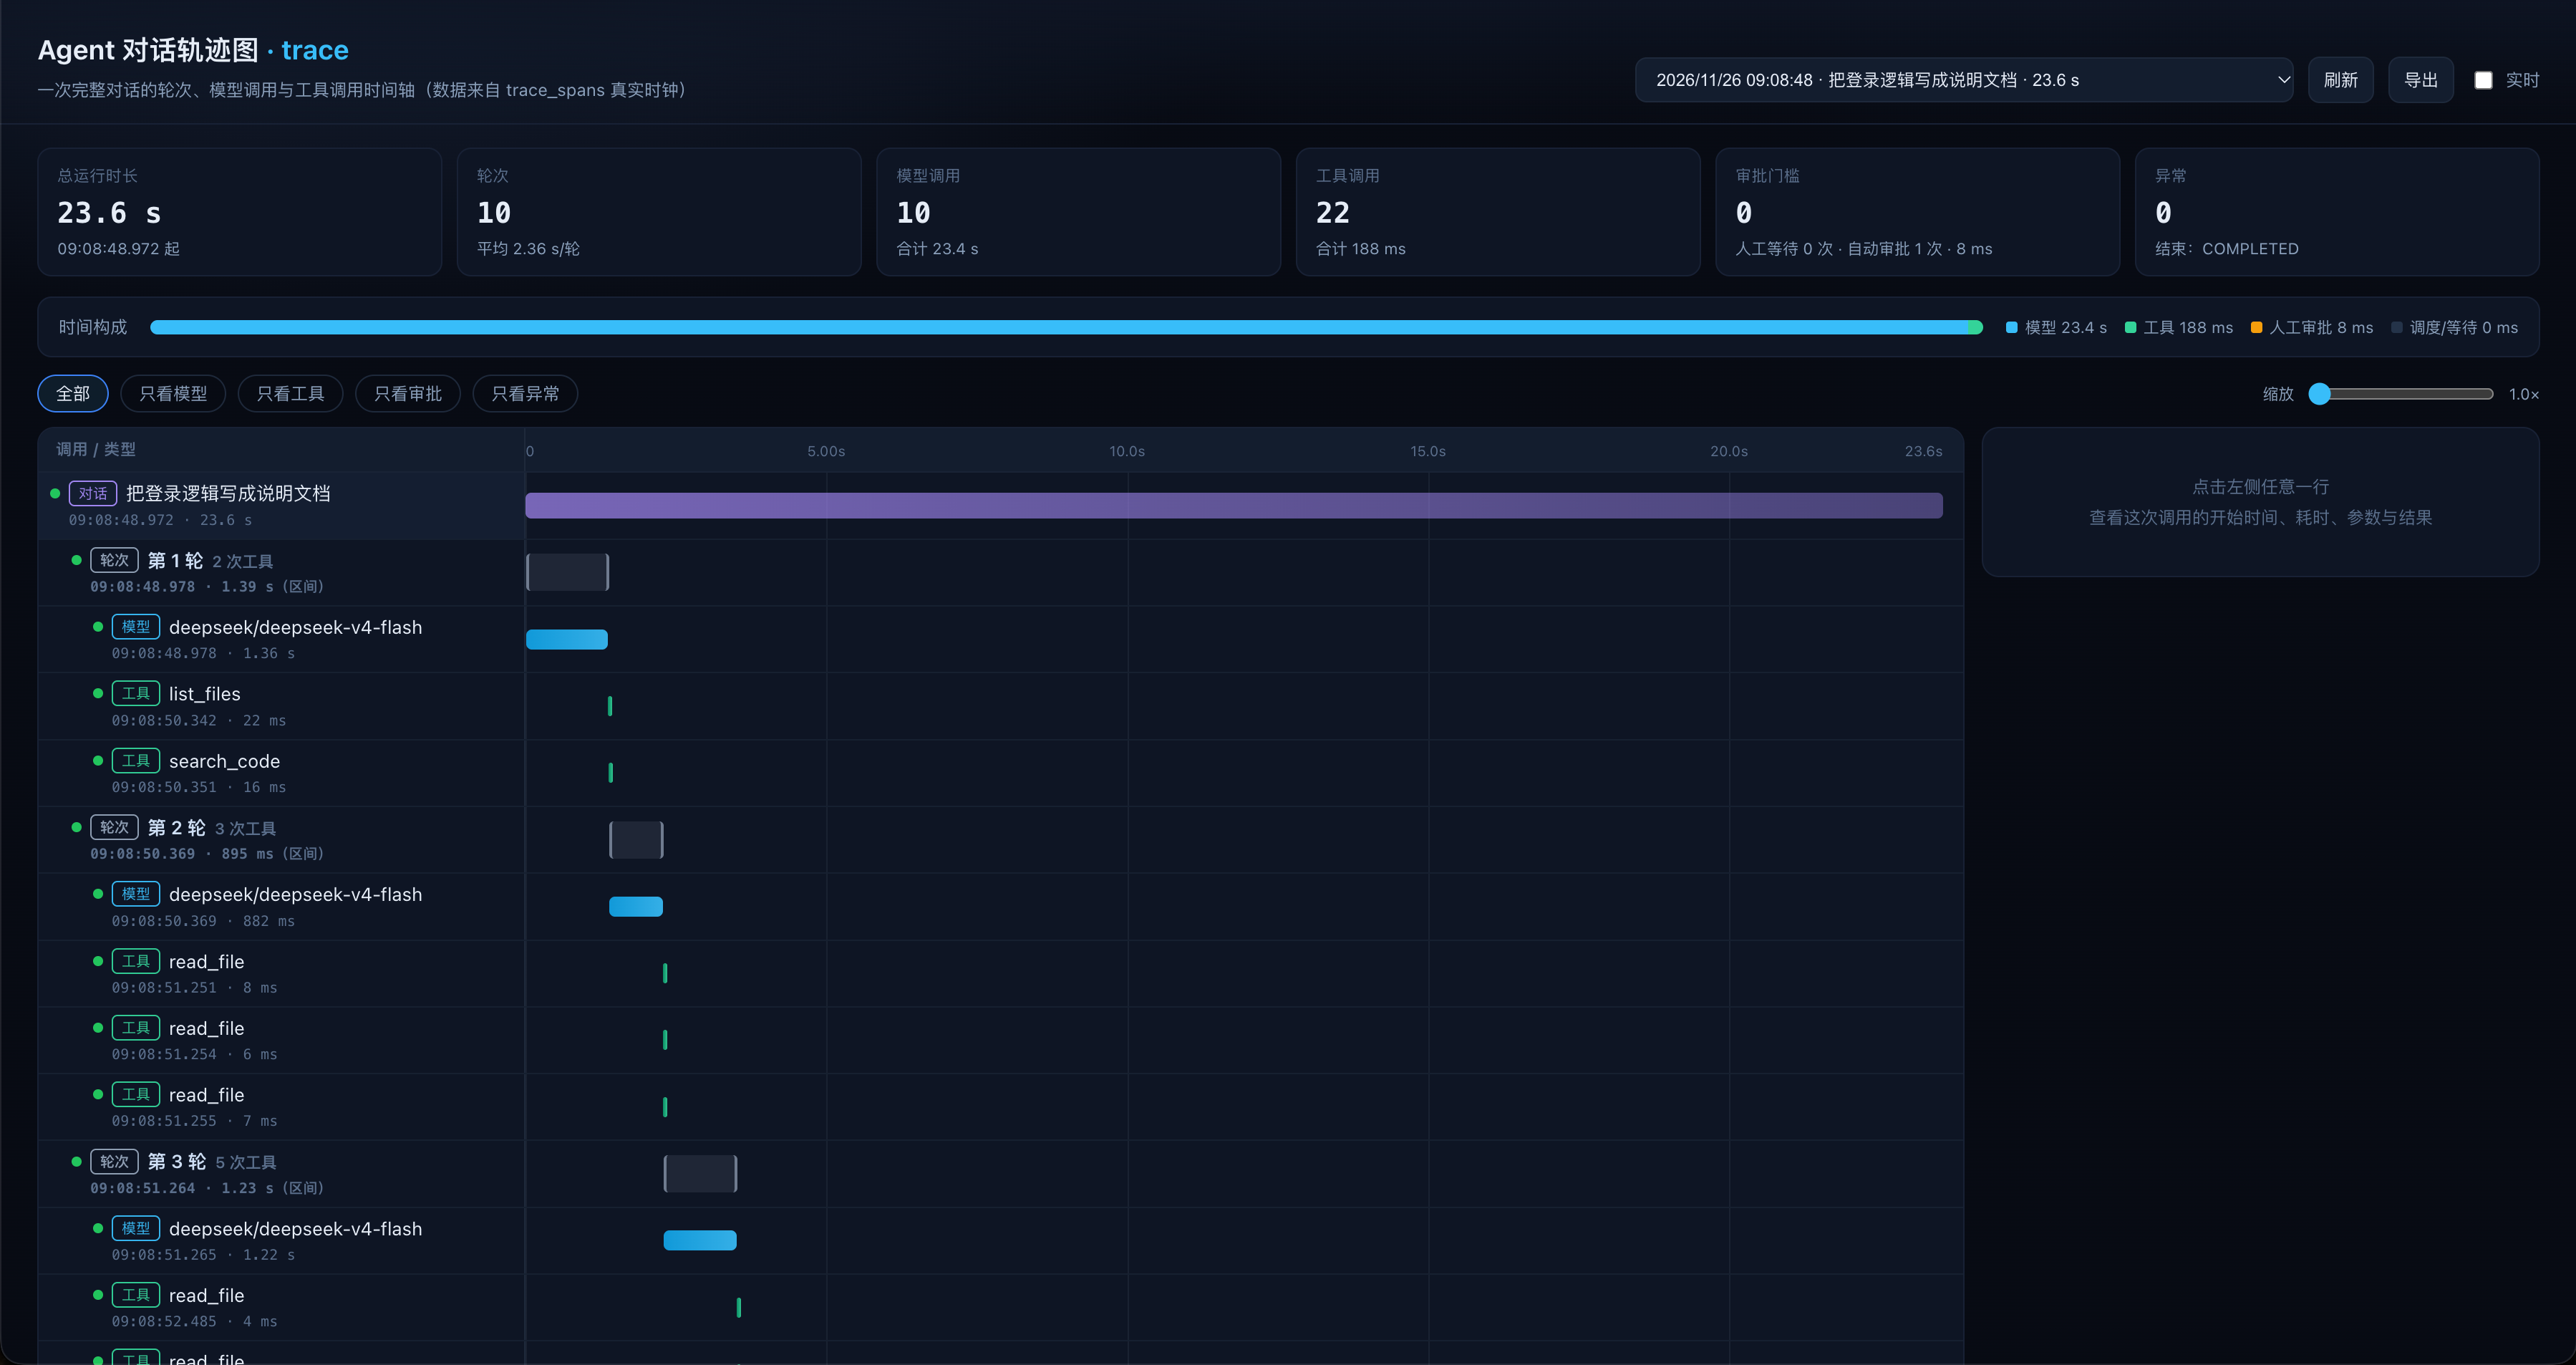 Agent 对话轨迹图 · trace
一次完整对话的轮次、模型调用与工具调用时间轴（数据来自 trace_spans 真实时钟）
2026/11/26 09:08:48 · 把登录逻辑写成说明文档 · 23.6 s
刷新
导出
实时
总运行时长
23.6 s
09:08:48.972 起
轮次
10
平均 2.36 s/轮
模型调用
10
合计 23.4 s
工具调用
22
合计 188 ms
审批门槛
0
人工等待 0 次 · 自动审批 1 次 · 8 ms
异常
0
结束：COMPLETED
时间构成
模型 23.4 s
工具 188 ms
人工审批 8 ms
调度/等待 0 ms
全部
只看模型
只看工具
只看审批
只看异常
缩放
1.0×
调用 / 类型
0
5.00s
10.0s
15.0s
20.0s
23.6s
对话 把登录逻辑写成说明文档
09:08:48.972 · 23.6 s
轮次 第 1 轮 2 次工具
09:08:48.978 · 1.39 s (区间)
模型 deepseek/deepseek-v4-flash
09:08:48.978 · 1.36 s
工具 list_files
09:08:50.342 · 22 ms
工具 search_code
09:08:50.351 · 16 ms
轮次 第 2 轮 3 次工具
09:08:50.369 · 895 ms (区间)
模型 deepseek/deepseek-v4-flash
09:08:50.369 · 882 ms
工具 read_file
09:08:51.251 · 8 ms
工具 read_file
09:08:51.254 · 6 ms
工具 read_file
09:08:51.255 · 7 ms
轮次 第 3 轮 5 次工具
09:08:51.264 · 1.23 s (区间)
模型 deepseek/deepseek-v4-flash
09:08:51.265 · 1.22 s
工具 read_file
09:08:52.485 · 4 ms
工具 read_file
点击左侧任意一行
查看这次调用的开始时间、耗时、参数与结果